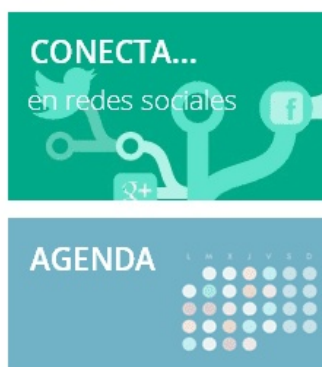 CONECTA...
en redes sociales
f
g+
AGENDA
L M X J V S D